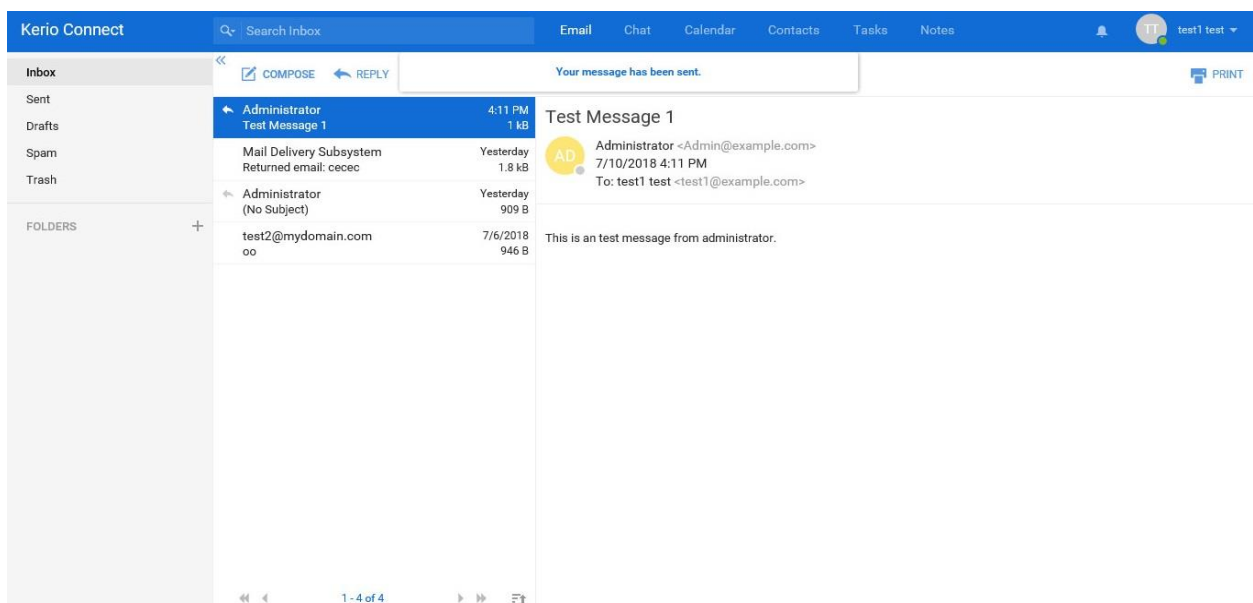 Kerio Connect
Search Inbox
Email Chat Calendar Contacts Tasks Notes
TT test1 test
Inbox
Sent
Drafts
Spam
Trash
FOLDERS
COMPOSE REPLY
Your message has been sent.
PRINT
Administrator 4:11 PM
Test Message 1 1 kB
Mail Delivery Subsystem Yesterday
Returned email: cecec 1.8 kB
Administrator Yesterday
(No Subject) 909 B
test2@mydomain.com 7/6/2018
oo 946 B
1 - 4 of 4
Test Message 1
AD
Administrator <Admin@example.com>
7/10/2018 4:11 PM
To: test1 test <test1@example.com>
This is an test message from administrator.